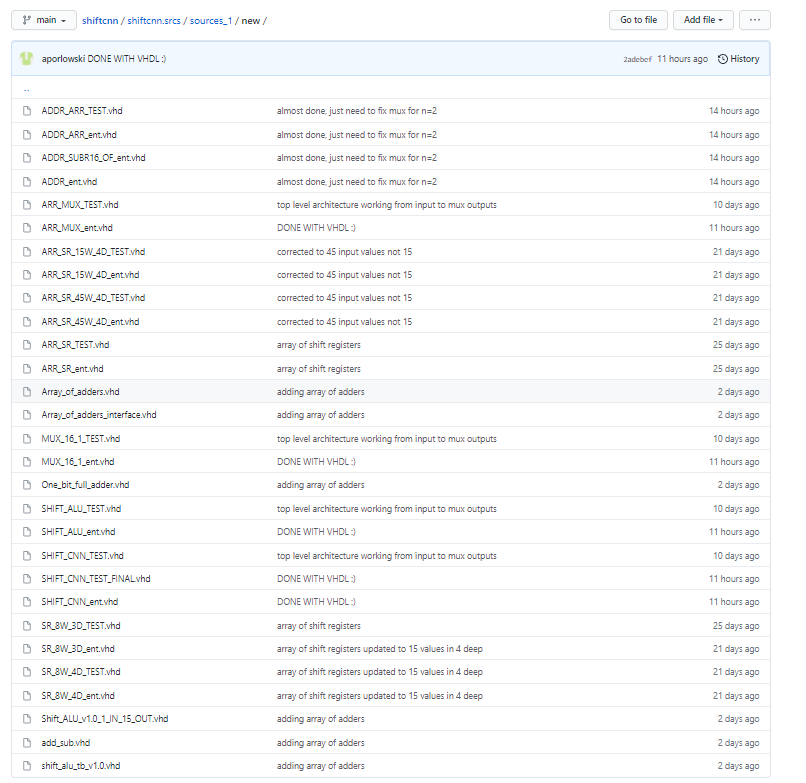 main shiftcnn / shiftcnn.srcs / sources_1 / new / Go to file Add file ...
aporlowski DONE WITH VHDL :) 2adebef 11 hours ago History
..
ADDR_ARR_TEST.vhd almost done, just need to fix mux for n=2 14 hours ago
ADDR_ARR_ent.vhd almost done, just need to fix mux for n=2 14 hours ago
ADDR_SUBR16_OF_ent.vhd almost done, just need to fix mux for n=2 14 hours ago
ADDR_ent.vhd almost done, just need to fix mux for n=2 14 hours ago
ARR_MUX_TEST.vhd top level architecture working from input to mux outputs 10 days ago
ARR_MUX_ent.vhd DONE WITH VHDL :) 11 hours ago
ARR_SR_15W_4D_TEST.vhd corrected to 45 input values not 15 21 days ago
ARR_SR_15W_4D_ent.vhd corrected to 45 input values not 15 21 days ago
ARR_SR_45W_4D_TEST.vhd corrected to 45 input values not 15 21 days ago
ARR_SR_45W_4D_ent.vhd corrected to 45 input values not 15 21 days ago
ARR_SR_TEST.vhd array of shift registers 25 days ago
ARR_SR_ent.vhd array of shift registers 25 days ago
Array_of_adders.vhd adding array of adders 2 days ago
Array_of_adders_interface.vhd adding array of adders 2 days ago
MUX_16_1_TEST.vhd top level architecture working from input to mux outputs 10 days ago
MUX_16_1_ent.vhd DONE WITH VHDL :) 11 hours ago
One_bit_full_adder.vhd adding array of adders 2 days ago
SHIFT_ALU_TEST.vhd top level architecture working from input to mux outputs 10 days ago
SHIFT_ALU_ent.vhd DONE WITH VHDL :) 11 hours ago
SHIFT_CNN_TEST.vhd top level architecture working from input to mux outputs 10 days ago
SHIFT_CNN_TEST_FINAL.vhd DONE WITH VHDL :) 11 hours ago
SHIFT_CNN_ent.vhd DONE WITH VHDL :) 11 hours ago
SR_8W_3D_TEST.vhd array of shift registers 25 days ago
SR_8W_3D_ent.vhd array of shift registers updated to 15 values in 4 deep 21 days ago
SR_8W_4D_TEST.vhd array of shift registers updated to 15 values in 4 deep 21 days ago
SR_8W_4D_ent.vhd array of shift registers updated to 15 values in 4 deep 21 days ago
Shift_ALU_v1.0_1_IN_15_OUT.vhd adding array of adders 2 days ago
add_sub.vhd adding array of adders 2 days ago
shift_alu_tb_v1.0.vhd adding array of adders 2 days ago